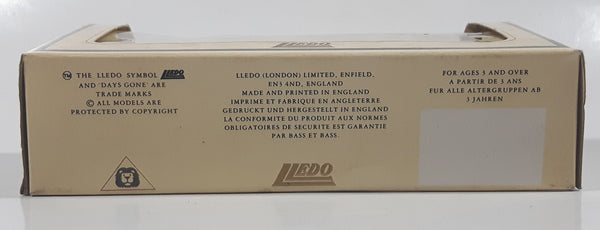 LLEDO
™ THE LLEDO SYMBOL LLEDO
AND 'DAYS GONE' ARE
TRADE MARKS
© ALL MODELS ARE
PROTECTED BY COPYRIGHT
LLEDO (LONDON) LIMITED, ENFIELD,
EN3 4ND, ENGLAND
MADE AND PRINTED IN ENGLAND
IMPRIME ET FABRIQUE EN ANGLETERRE
GEDRUCKT UND HERGESTELLT IN ENGLAND
LA CONFORMITE DU PRODUIT AUX NORMES
OBLIGATOIRES DE SECURITE EST GARANTIE
PAR BASS ET BASS.
FOR AGES 3 AND OVER
A PARTIR DE 3 ANS
FUR ALLE ALTERGRUPPEN AB
3 JAHREN
LLEDO